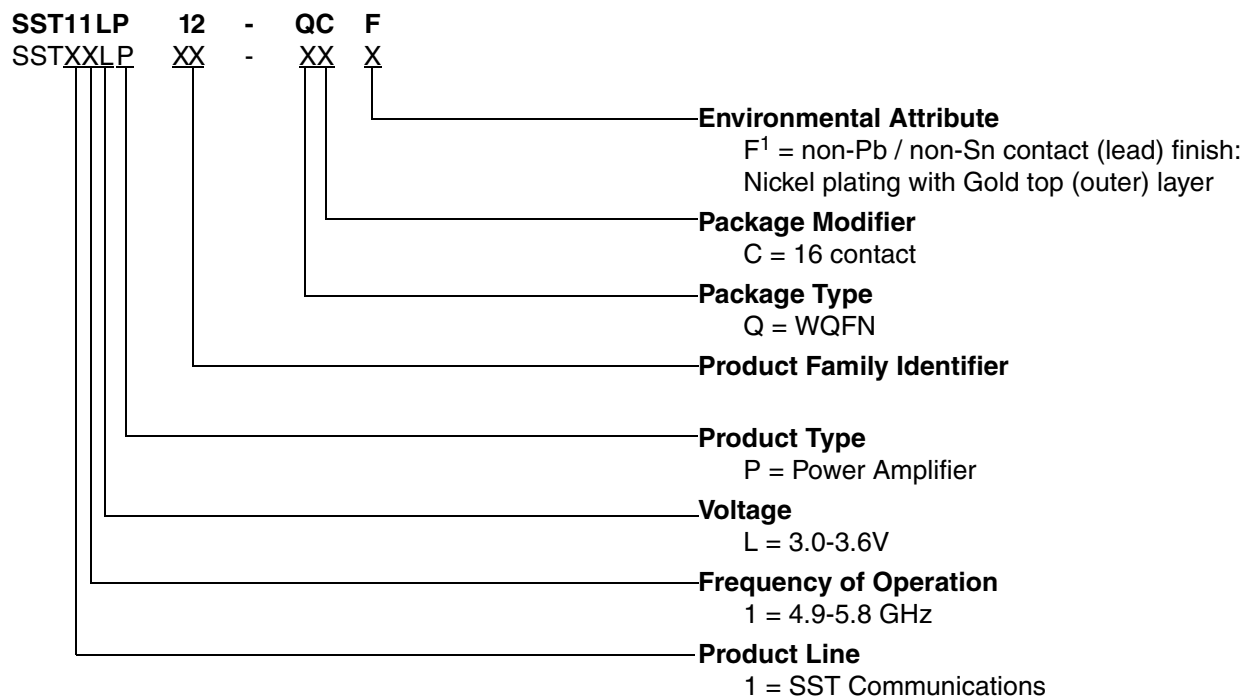 SST11LP 12 - QC F
SSTXXLP XX - XX X
Environmental Attribute
F1 = non-Pb / non-Sn contact (lead) finish:
Nickel plating with Gold top (outer) layer
Package Modifier
C = 16 contact
Package Type
Q = WQFN
Product Family Identifier
Product Type
P = Power Amplifier
Voltage
L = 3.0-3.6V
Frequency of Operation
1 = 4.9-5.8 GHz
Product Line
1 = SST Communications